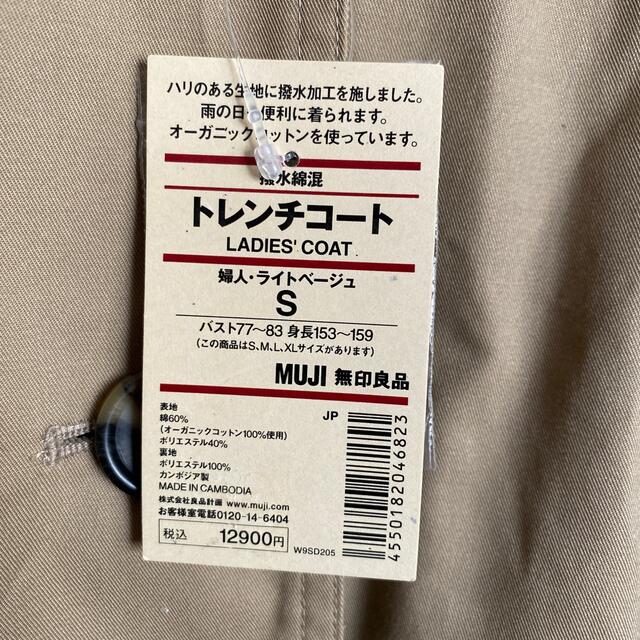 ハリのある生地に撥水加工を施しました。
雨の日も便利に着られます。
オーガニックコットンを使っています。
撥水綿混
トレンチコート
LADIES' COAT
婦人・ライトベージュ
S
バスト77〜83 身長153〜159
(この商品はS、M、L、XLサイズがあります)
MUJI 無印良品
JP
表地
綿60%
(オーガニックコットン100%使用)
ポリエステル40%
裏地
ポリエステル100%
カンボジア製
MADE IN CAMBODIA
株式会社良品計画 www.muji.com
お客様室電話0120-14-6404
税込 12900円
W9SD205
4550182046823